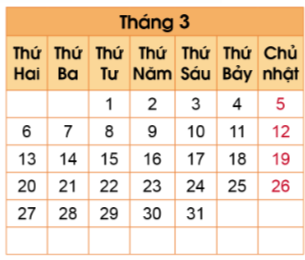 Tháng 3
Thứ Hai Thứ Ba Thứ Tư Thứ Năm Thứ Sáu Thứ Bảy Chủ nhật
1 2 3 4 5
6 7 8 9 10 11 12
13 14 15 16 17 18 19
20 21 22 23 24 25 26
27 28 29 30 31